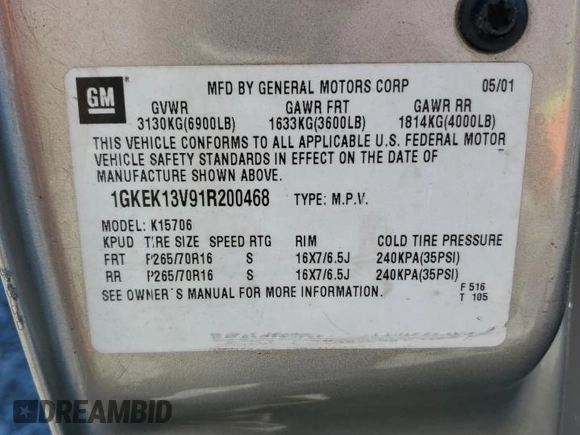 GM
MFD BY GENERAL MOTORS CORP 05/01
GVWR GAWR FRT GAWR RR
3130KG(6900LB) 1633KG(3600LB) 1814KG(4000LB)
THIS VEHICLE CONFORMS TO ALL APPLICABLE U.S. FEDERAL MOTOR
VEHICLE SAFETY STANDARDS IN EFFECT ON THE DATE OF
MANUFACTURE SHOWN ABOVE.
1GKEK13V91R200468 TYPE: M.P.V.
MODEL: K15706
KPUD TIRE SIZE SPEED RTG RIM COLD TIRE PRESSURE
FRT P265/70R16 S 16X7/6.5J 240KPA(35PSI)
RR P265/70R16 S 16X7/6.5J 240KPA(35PSI)
SEE OWNER'S MANUAL FOR MORE INFORMATION
F 516
T 105
DREAMBID